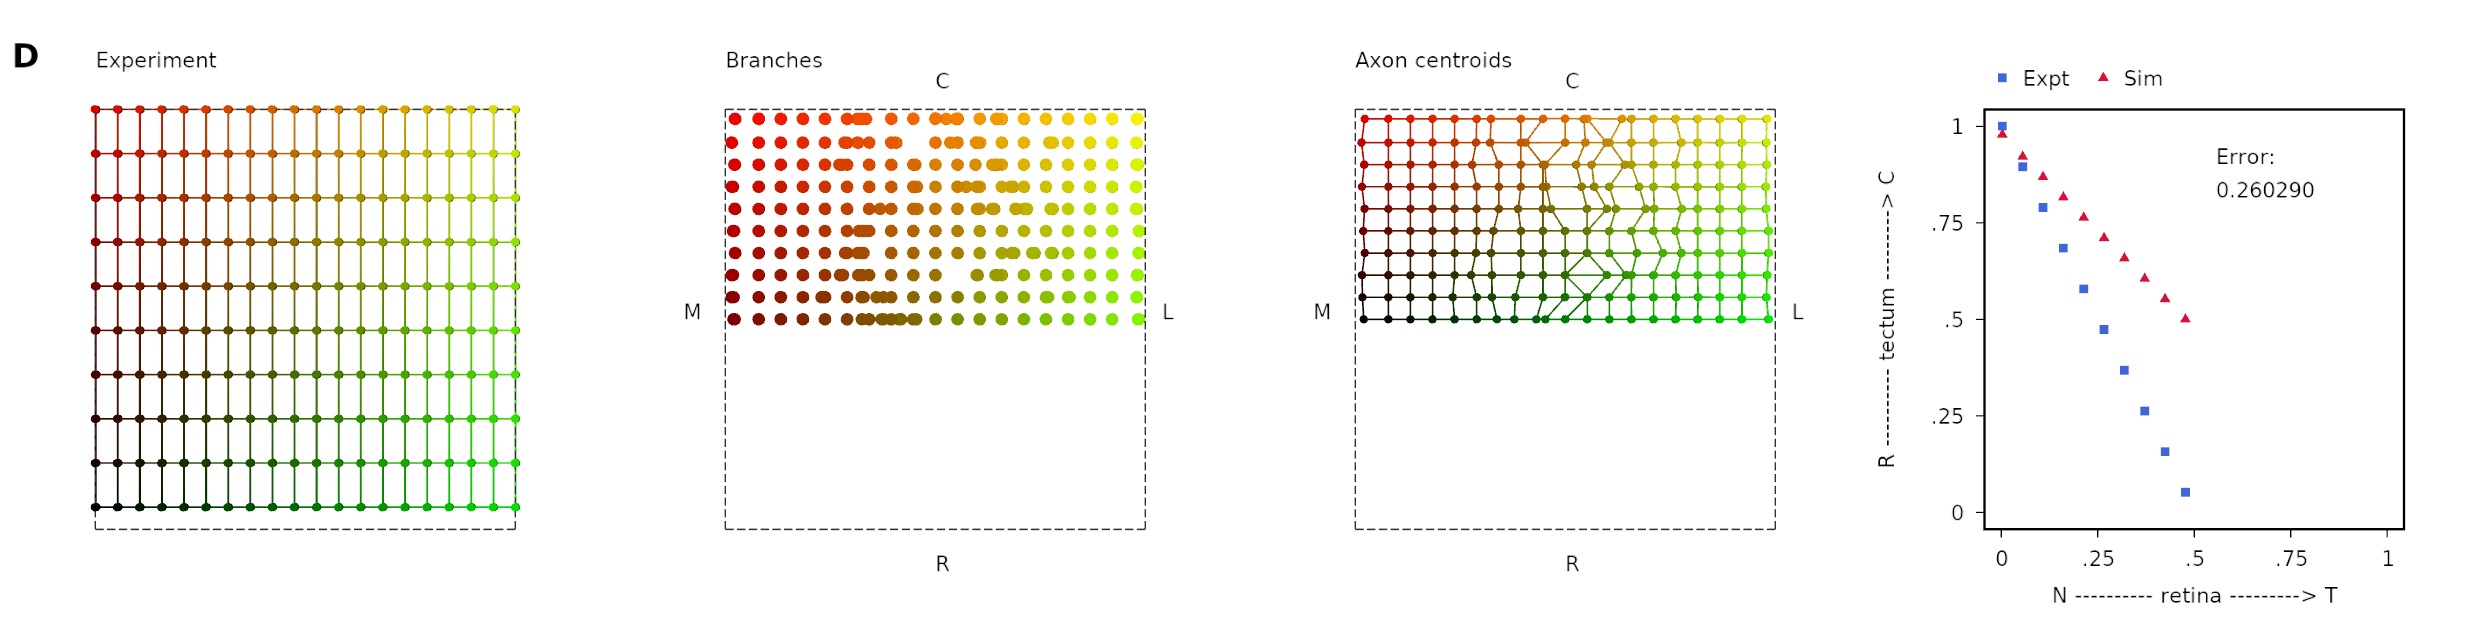 D
Experiment
Branches
C
M
L
R
Axon centroids
C
M
L
R
Expt
Sim
Error:
0.260290
1
.75
.5
.25
0
R ---------- tectum ---------> C
0
.25
.5
.75
1
N ---------- retina ---------> T